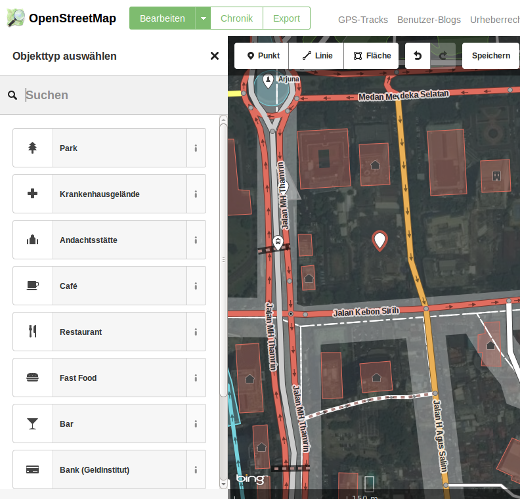 OpenStreetMap
Bearbeiten
Chronik
Export
GPS-Tracks
Benutzer-Blogs
Urheberrech
Objekttyp auswählen
Punkt
Linie
Fläche
Speichern
Suchen
Park
Krankenhausgelände
Andachtsstätte
Café
Restaurant
Fast Food
Bar
Bank (Geldinstitut)
Arjuna
Medan Merdeka Selatan
Jalan MH Thamrin
Jalan Kebon Sirih
Jalan MH Thamrin
Jalan MH Thamrin
Jalan H Agus Salim
bing
150 m